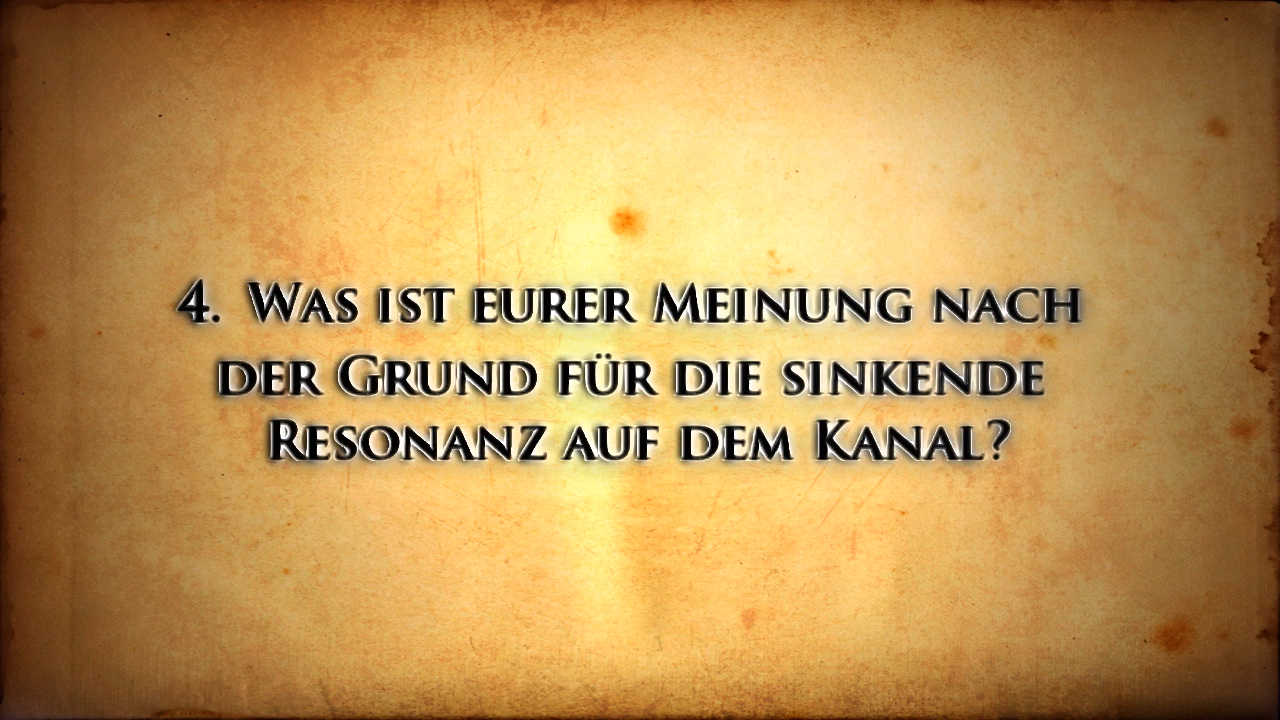 4. Was ist eurer Meinung nach
der Grund für die sinkende
Resonanz auf dem Kanal?